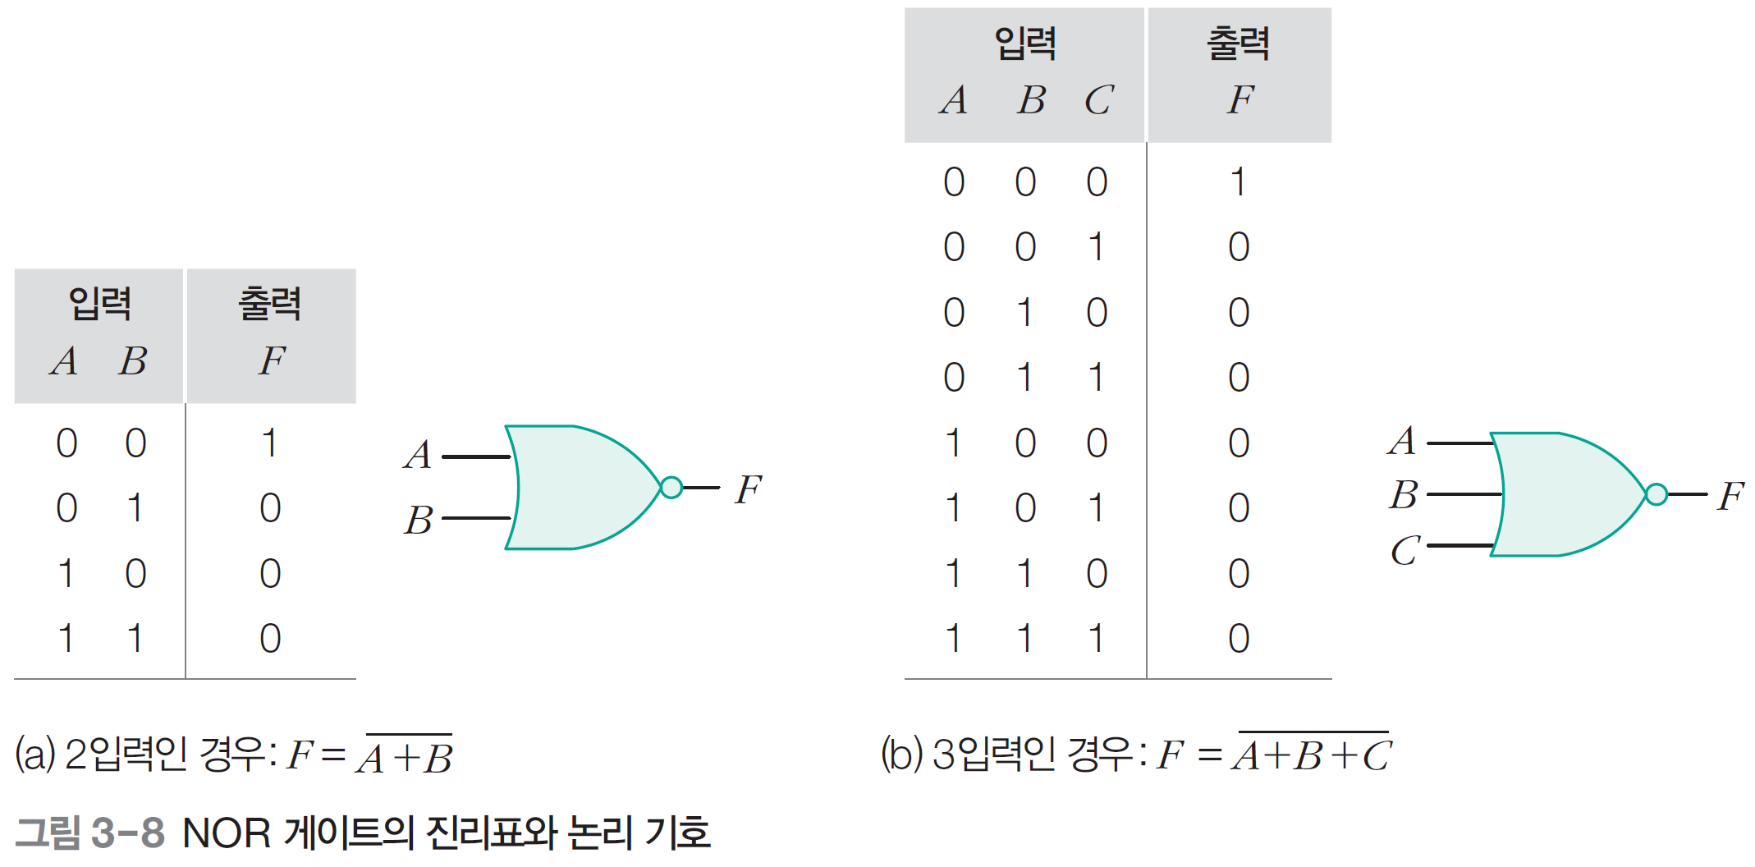 입력 출력
A B F
0 0 1
0 1 0
1 0 0
1 1 0
A
B
F
(a) 2입력인 경우: F = \overline{A+B}
입력 출력
A B C F
0 0 0 1
0 0 1 0
0 1 0 0
0 1 1 0
1 0 0 0
1 0 1 0
1 1 0 0
1 1 1 0
A
B
C
F
(b) 3입력인 경우: F = \overline{A+B+C}
그림 3-8 NOR 게이트의 진리표와 논리 기호